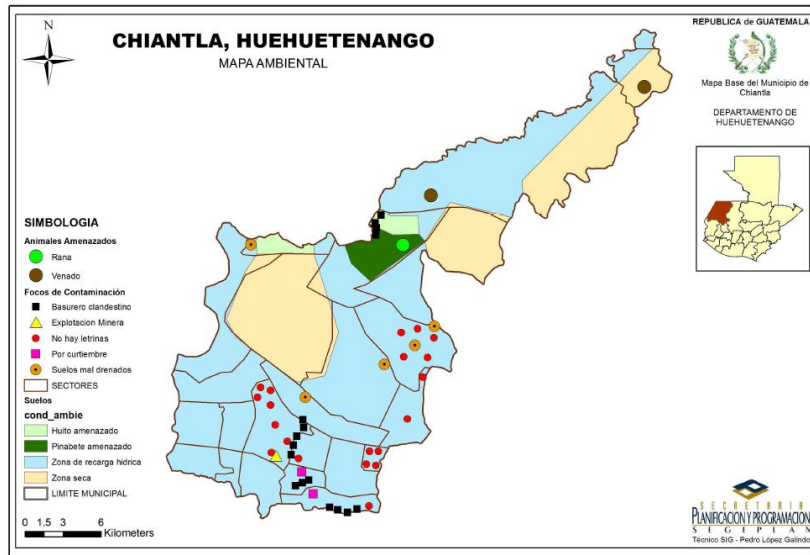 N
CHIANTLA, HUEHUETENANGO
MAPA AMBIENTAL
REPUBLICA de GUATEMALA
Mapa Base del Municipio de
Chiantla
DEPARTAMENTO DE
HUEHUETENANGO
SIMBOLOGIA
Animales Amenazados
Rana
Venado
Focos de Contaminación
Basurero clandestino
Explotacion Minera
No hay letrinas
Por curtiembre
Suelos mal drenados
SECTORES
Suelos
cond_ambie
Huito amenazado
Pinabete amenazado
Zona de recarga hidrica
Zona seca
LIMITE MUNICIPAL
0 1.5 3 6
Kilometers
SECRETARIA
PLANIFICACION Y PROGRAMACION
SEGEPLAN
Técnico SIG - Pedro López Galindo